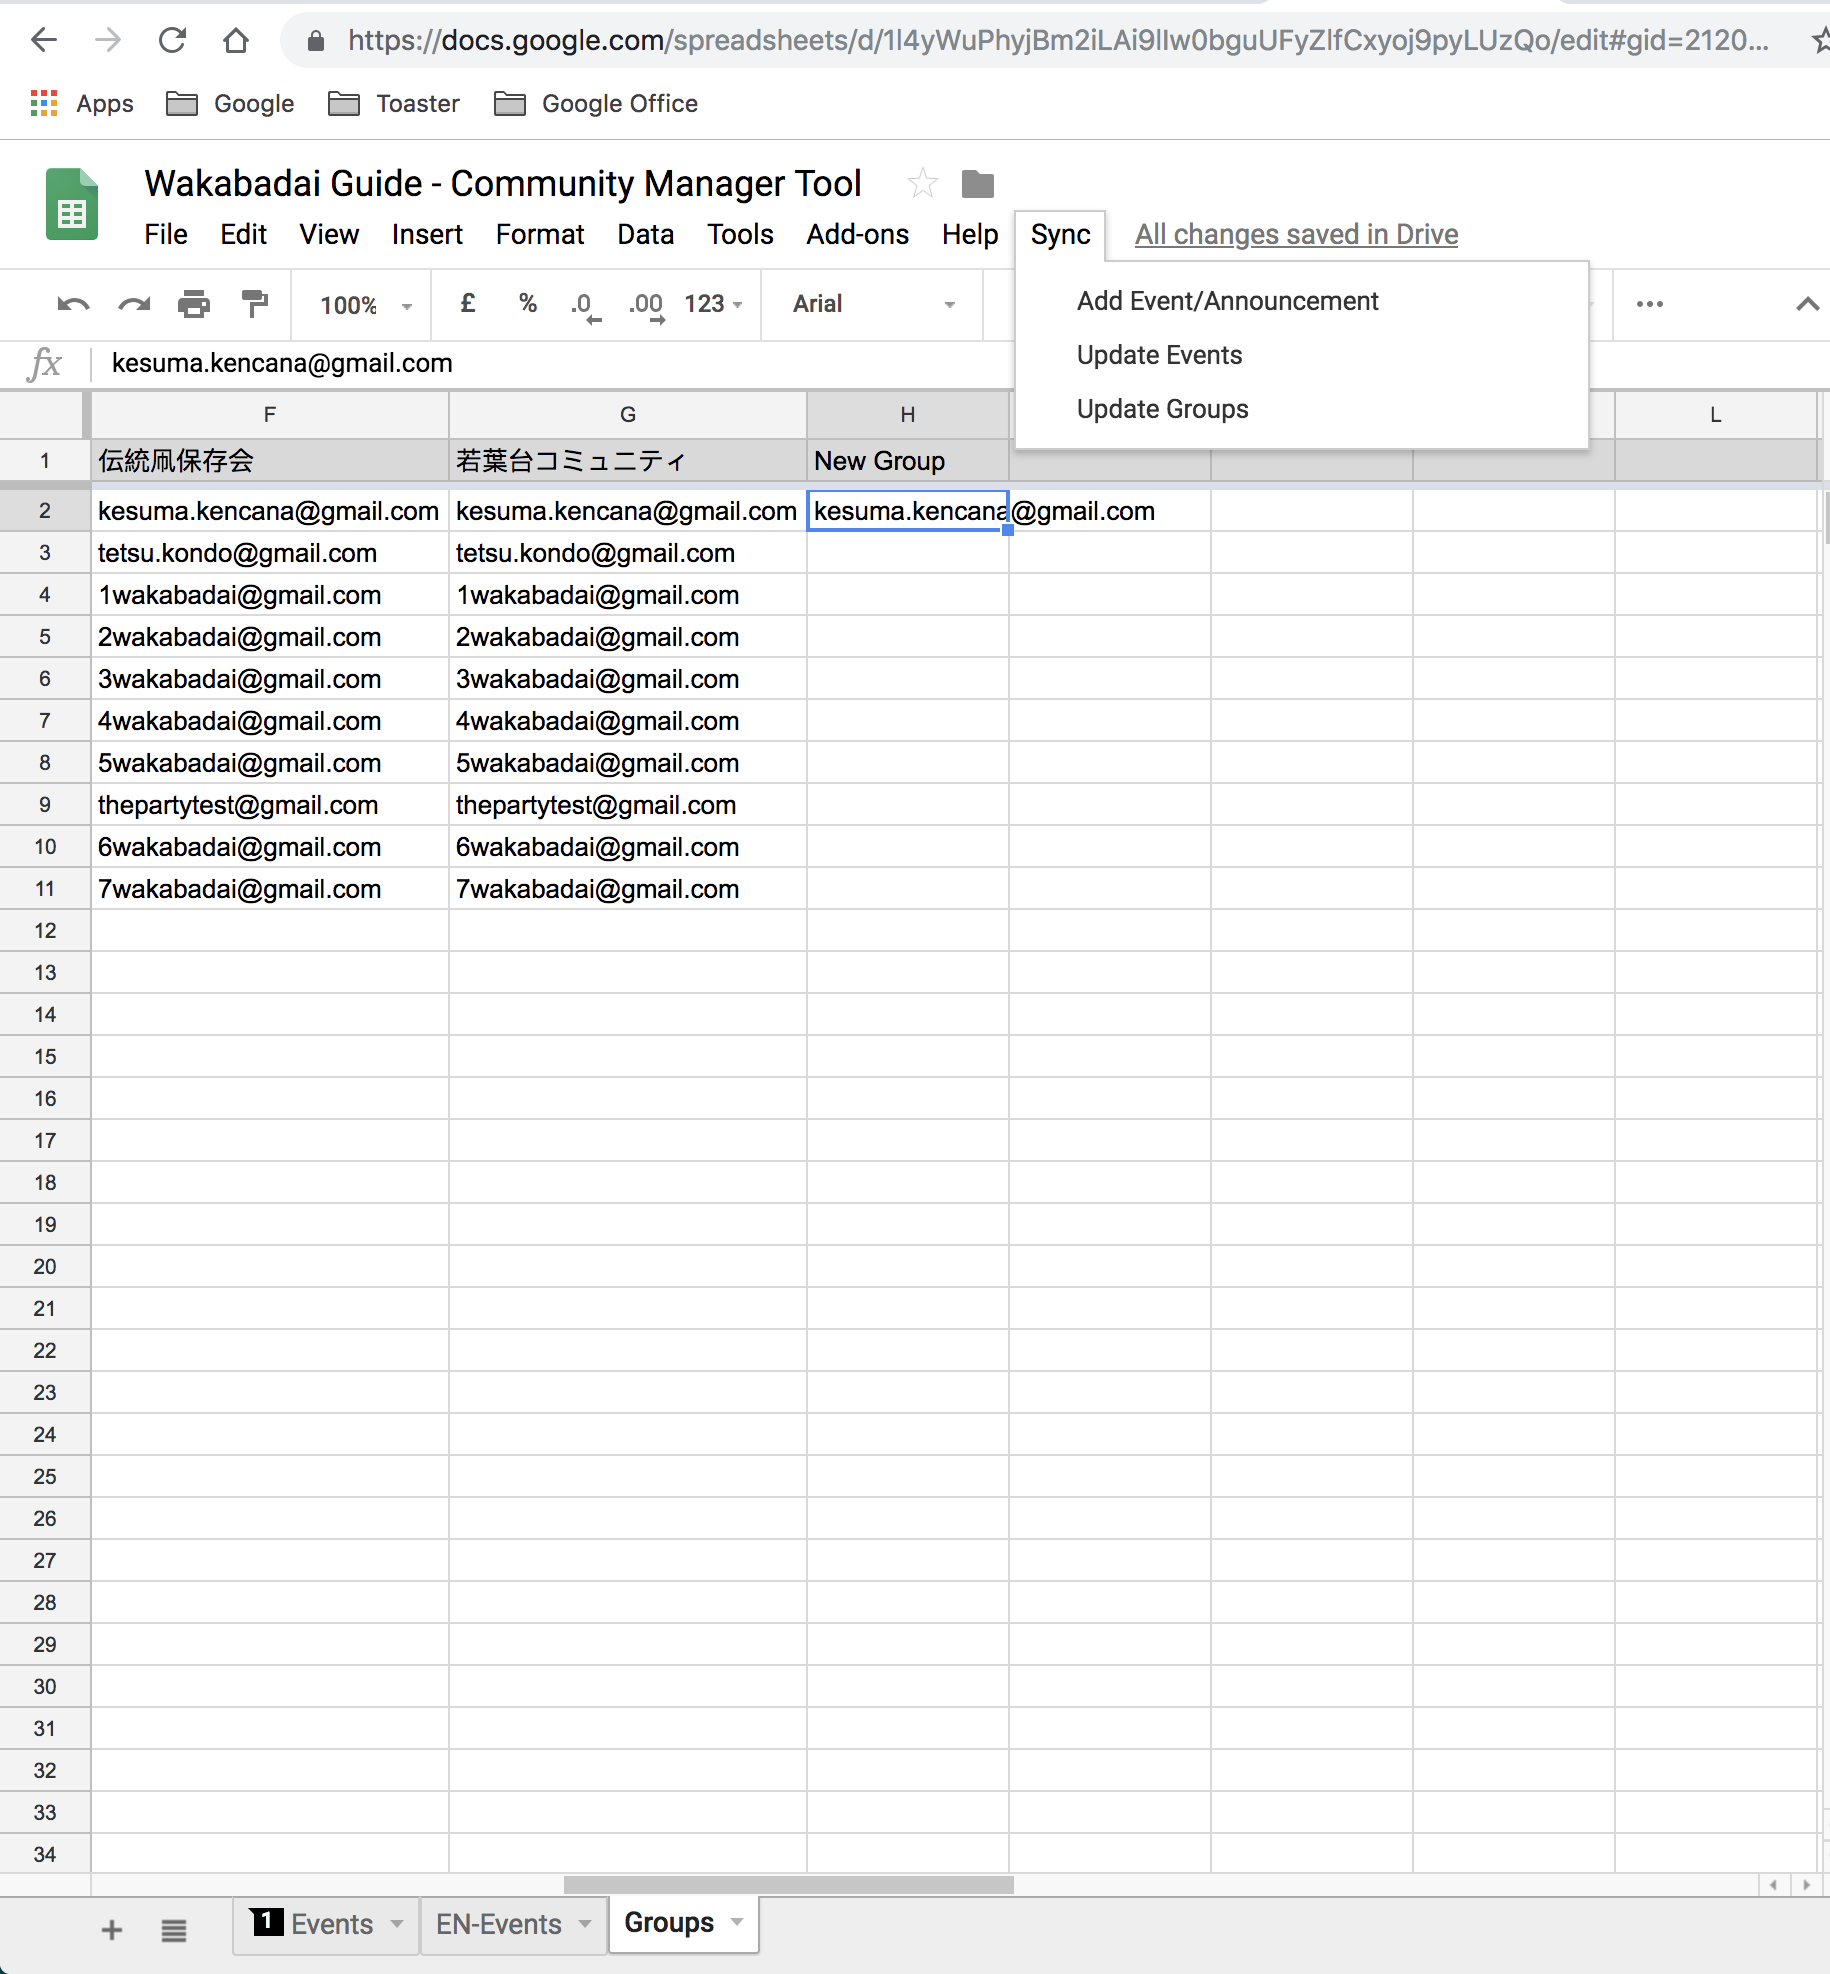 https://docs.google.com/spreadsheets/d/1l4yWuPhyjBm2iLAi9lIw0bguUFyZlfCxyoj9pyLUzQo/edit#gid=2120...
Apps Google Toaster Google Office
Wakabadai Guide - Community Manager Tool
File Edit View Insert Format Data Tools Add-ons Help Sync All changes saved in Drive
100% £ % .0 .00 123 Arial
Add Event/Announcement
Update Events
Update Groups
fx kesuma.kencana@gmail.com
F G H L
1 伝統凧保存会 若葉台コミュニティ New Group
2 kesuma.kencana@gmail.com kesuma.kencana@gmail.com kesuma.kencana@gmail.com
3 tetsu.kondo@gmail.com tetsu.kondo@gmail.com
4 1wakabadai@gmail.com 1wakabadai@gmail.com
5 2wakabadai@gmail.com 2wakabadai@gmail.com
6 3wakabadai@gmail.com 3wakabadai@gmail.com
7 4wakabadai@gmail.com 4wakabadai@gmail.com
8 5wakabadai@gmail.com 5wakabadai@gmail.com
9 thepartytest@gmail.com thepartytest@gmail.com
10 6wakabadai@gmail.com 6wakabadai@gmail.com
11 7wakabadai@gmail.com 7wakabadai@gmail.com
12
13
14
15
16
17
18
19
20
21
22
23
24
25
26
27
28
29
30
31
32
33
34
1 Events EN-Events Groups